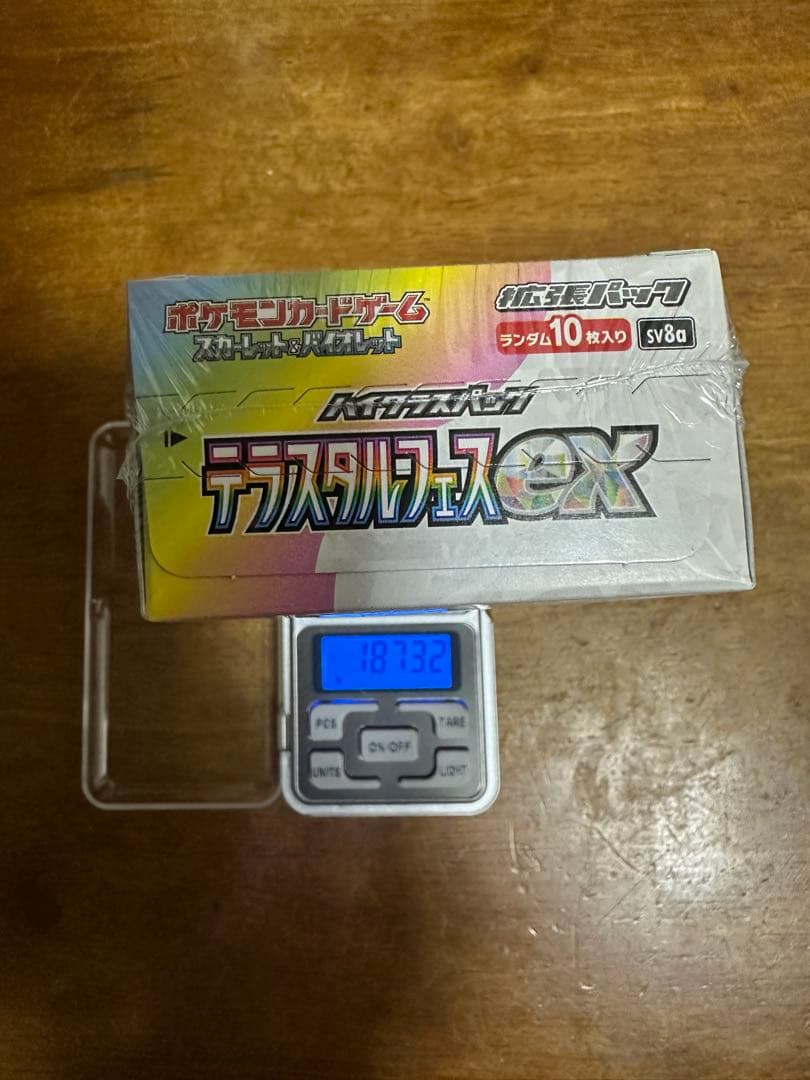 ポケモンカードゲーム™
拡張パック
スカーレット&バイオレット
ランダム10枚入り
SV8a
ハイクラスパック
テラスタルフェスex
187.32
PCS
TARE
ON-OFF
UNITS
LIGHT